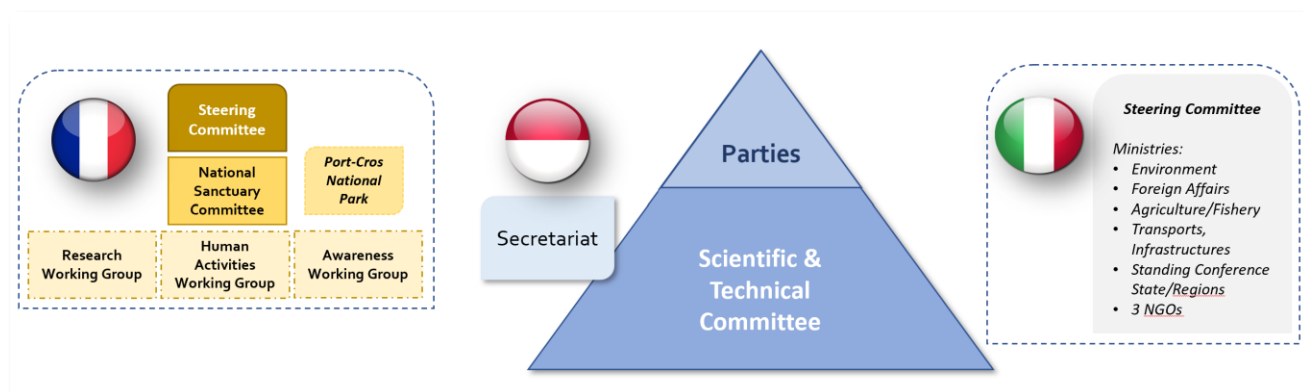 Steering
Committee
National
Sanctuary
Committee
Port-Cros
National
Park
Research
Working Group
Human
Activities
Working Group
Awareness
Working Group
Secretariat
Parties
Scientific &
Technical
Committee
Steering Committee
Ministries:
• Environment
• Foreign Affairs
• Agriculture/Fishery
• Transports,
Infrastructures
• Standing Conference
State/Regions
• 3 NGOs